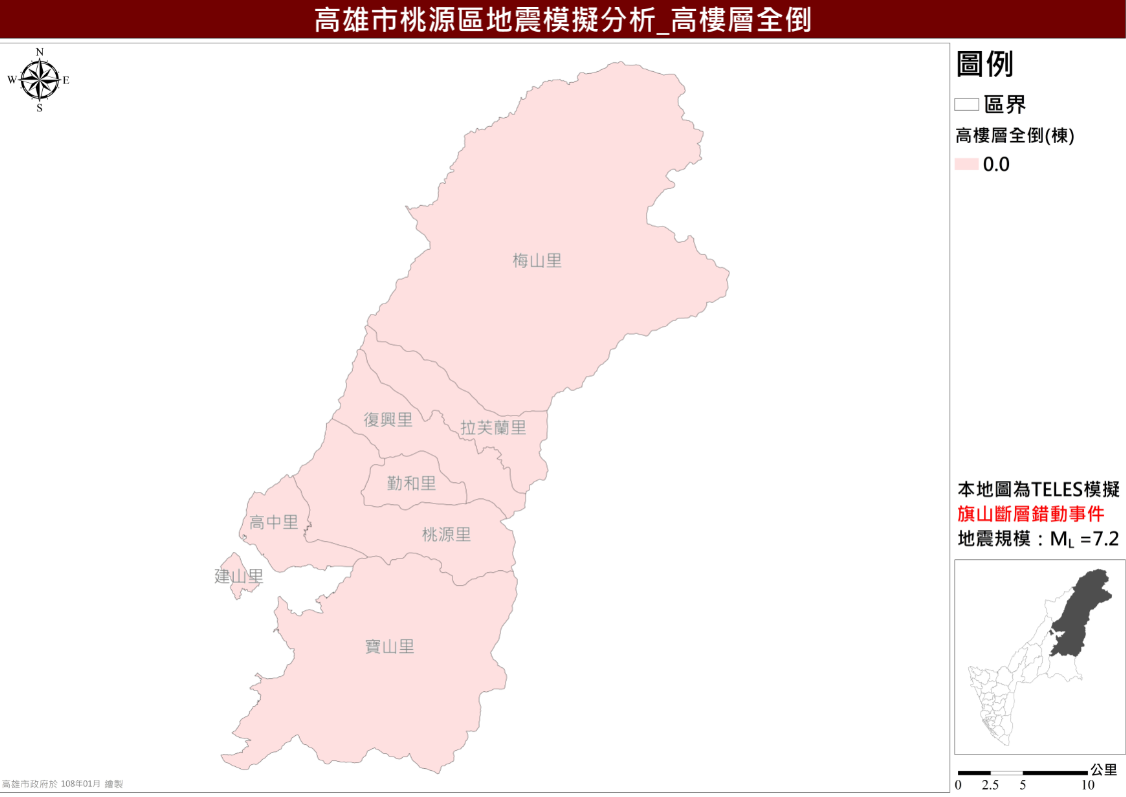 高雄市桃源區地震模擬分析_高樓層全倒
N
W E
S
圖例
區界
高樓層全倒(棟)
0.0
梅山里
復興里
拉芙蘭里
勤和里
高中里
桃源里
建山里
寶山里
本地圖為TELES模擬
旗山斷層錯動事件
地震規模：ML =7.2
公里
0 2.5 5 10
高雄市政府於 108年01月 繪製